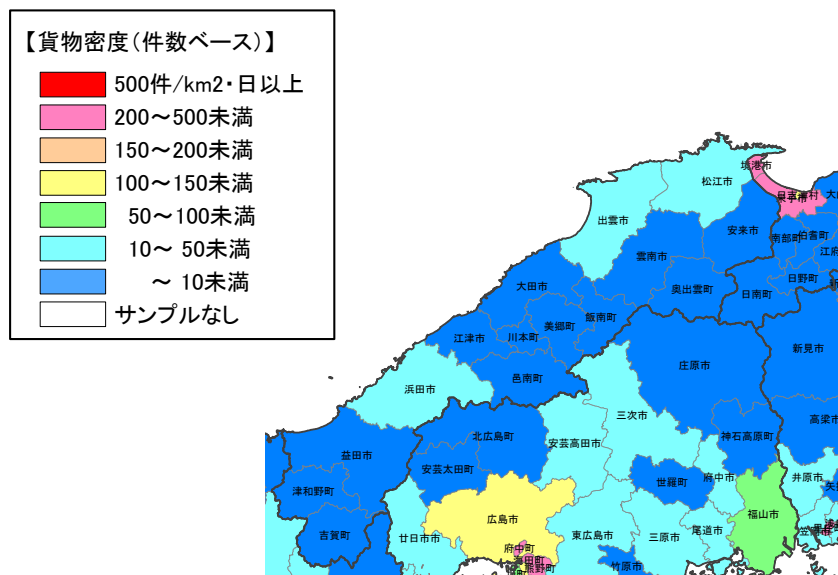 【貨物密度(件数ベース)】
500件/km2・日以上
200～500未満
150～200未満
100～150未満
50～100未満
10～ 50未満
～ 10未満
サンプルなし
境港市
松江市
米子市
出雲市
安来市
南部町
伯耆町
雲南市
日野町
大田市
奥出雲町
日南町
飯南町
美郷町
江津市
川本町
新見市
庄原市
邑南町
浜田市
三次市
高梁市
北広島町
安芸高田市
神石高原町
益田市
安芸太田町
世羅町
府中市
井原市
津和野町
広島市
福山市
吉賀町
廿日市市
東広島市
三原市
尾道市
府中町
海田町
熊野町
竹原市